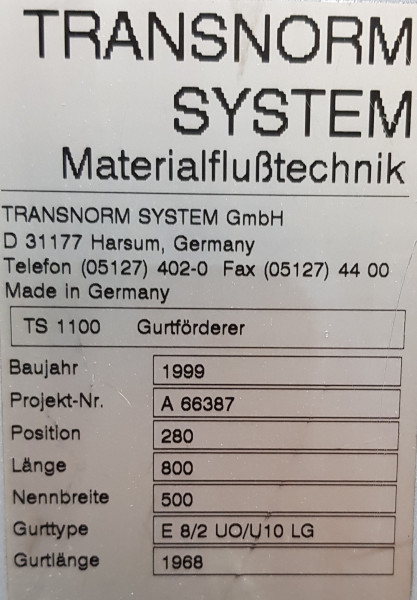 TRANSNORM
SYSTEM
Materialflußtechnik
TRANSNORM SYSTEM GmbH
D 31177 Harsum, Germany
Telefon (05127) 402-0 Fax (05127) 44 00
Made in Germany
TS 1100 Gurtförderer
Baujahr 1999
Projekt-Nr. A 66387
Position 280
Länge 800
Nennbreite 500
Gurttype E 8/2 UO/U10 LG
Gurtlänge 1968